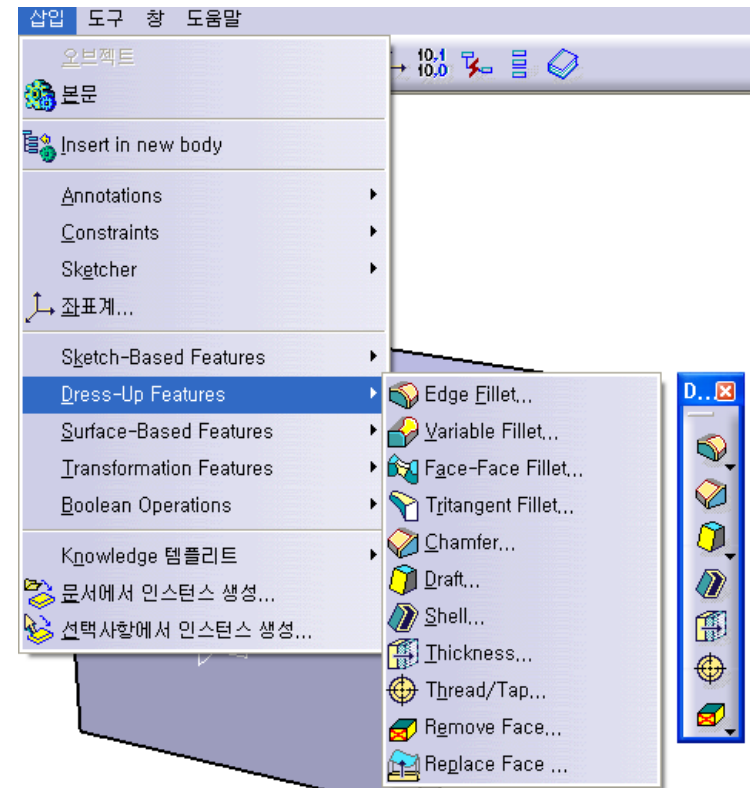 삽입 도구 창 도움말
오브젝트
본문
Insert in new body
Annotations
Constraints
Sketcher
좌표계...
Sketch-Based Features
Dress-Up Features
Surface-Based Features
Transformation Features
Boolean Operations
Knowledge 템플리트
문서에서 인스턴스 생성...
선택사항에서 인스턴스 생성...
10,1
10,0
Edge Fillet...
Variable Fillet...
Face-Face Fillet...
Tritangent Fillet...
Chamfer...
Draft...
Shell...
Thickness...
Thread/Tap...
Remove Face...
Replace Face ...
D...